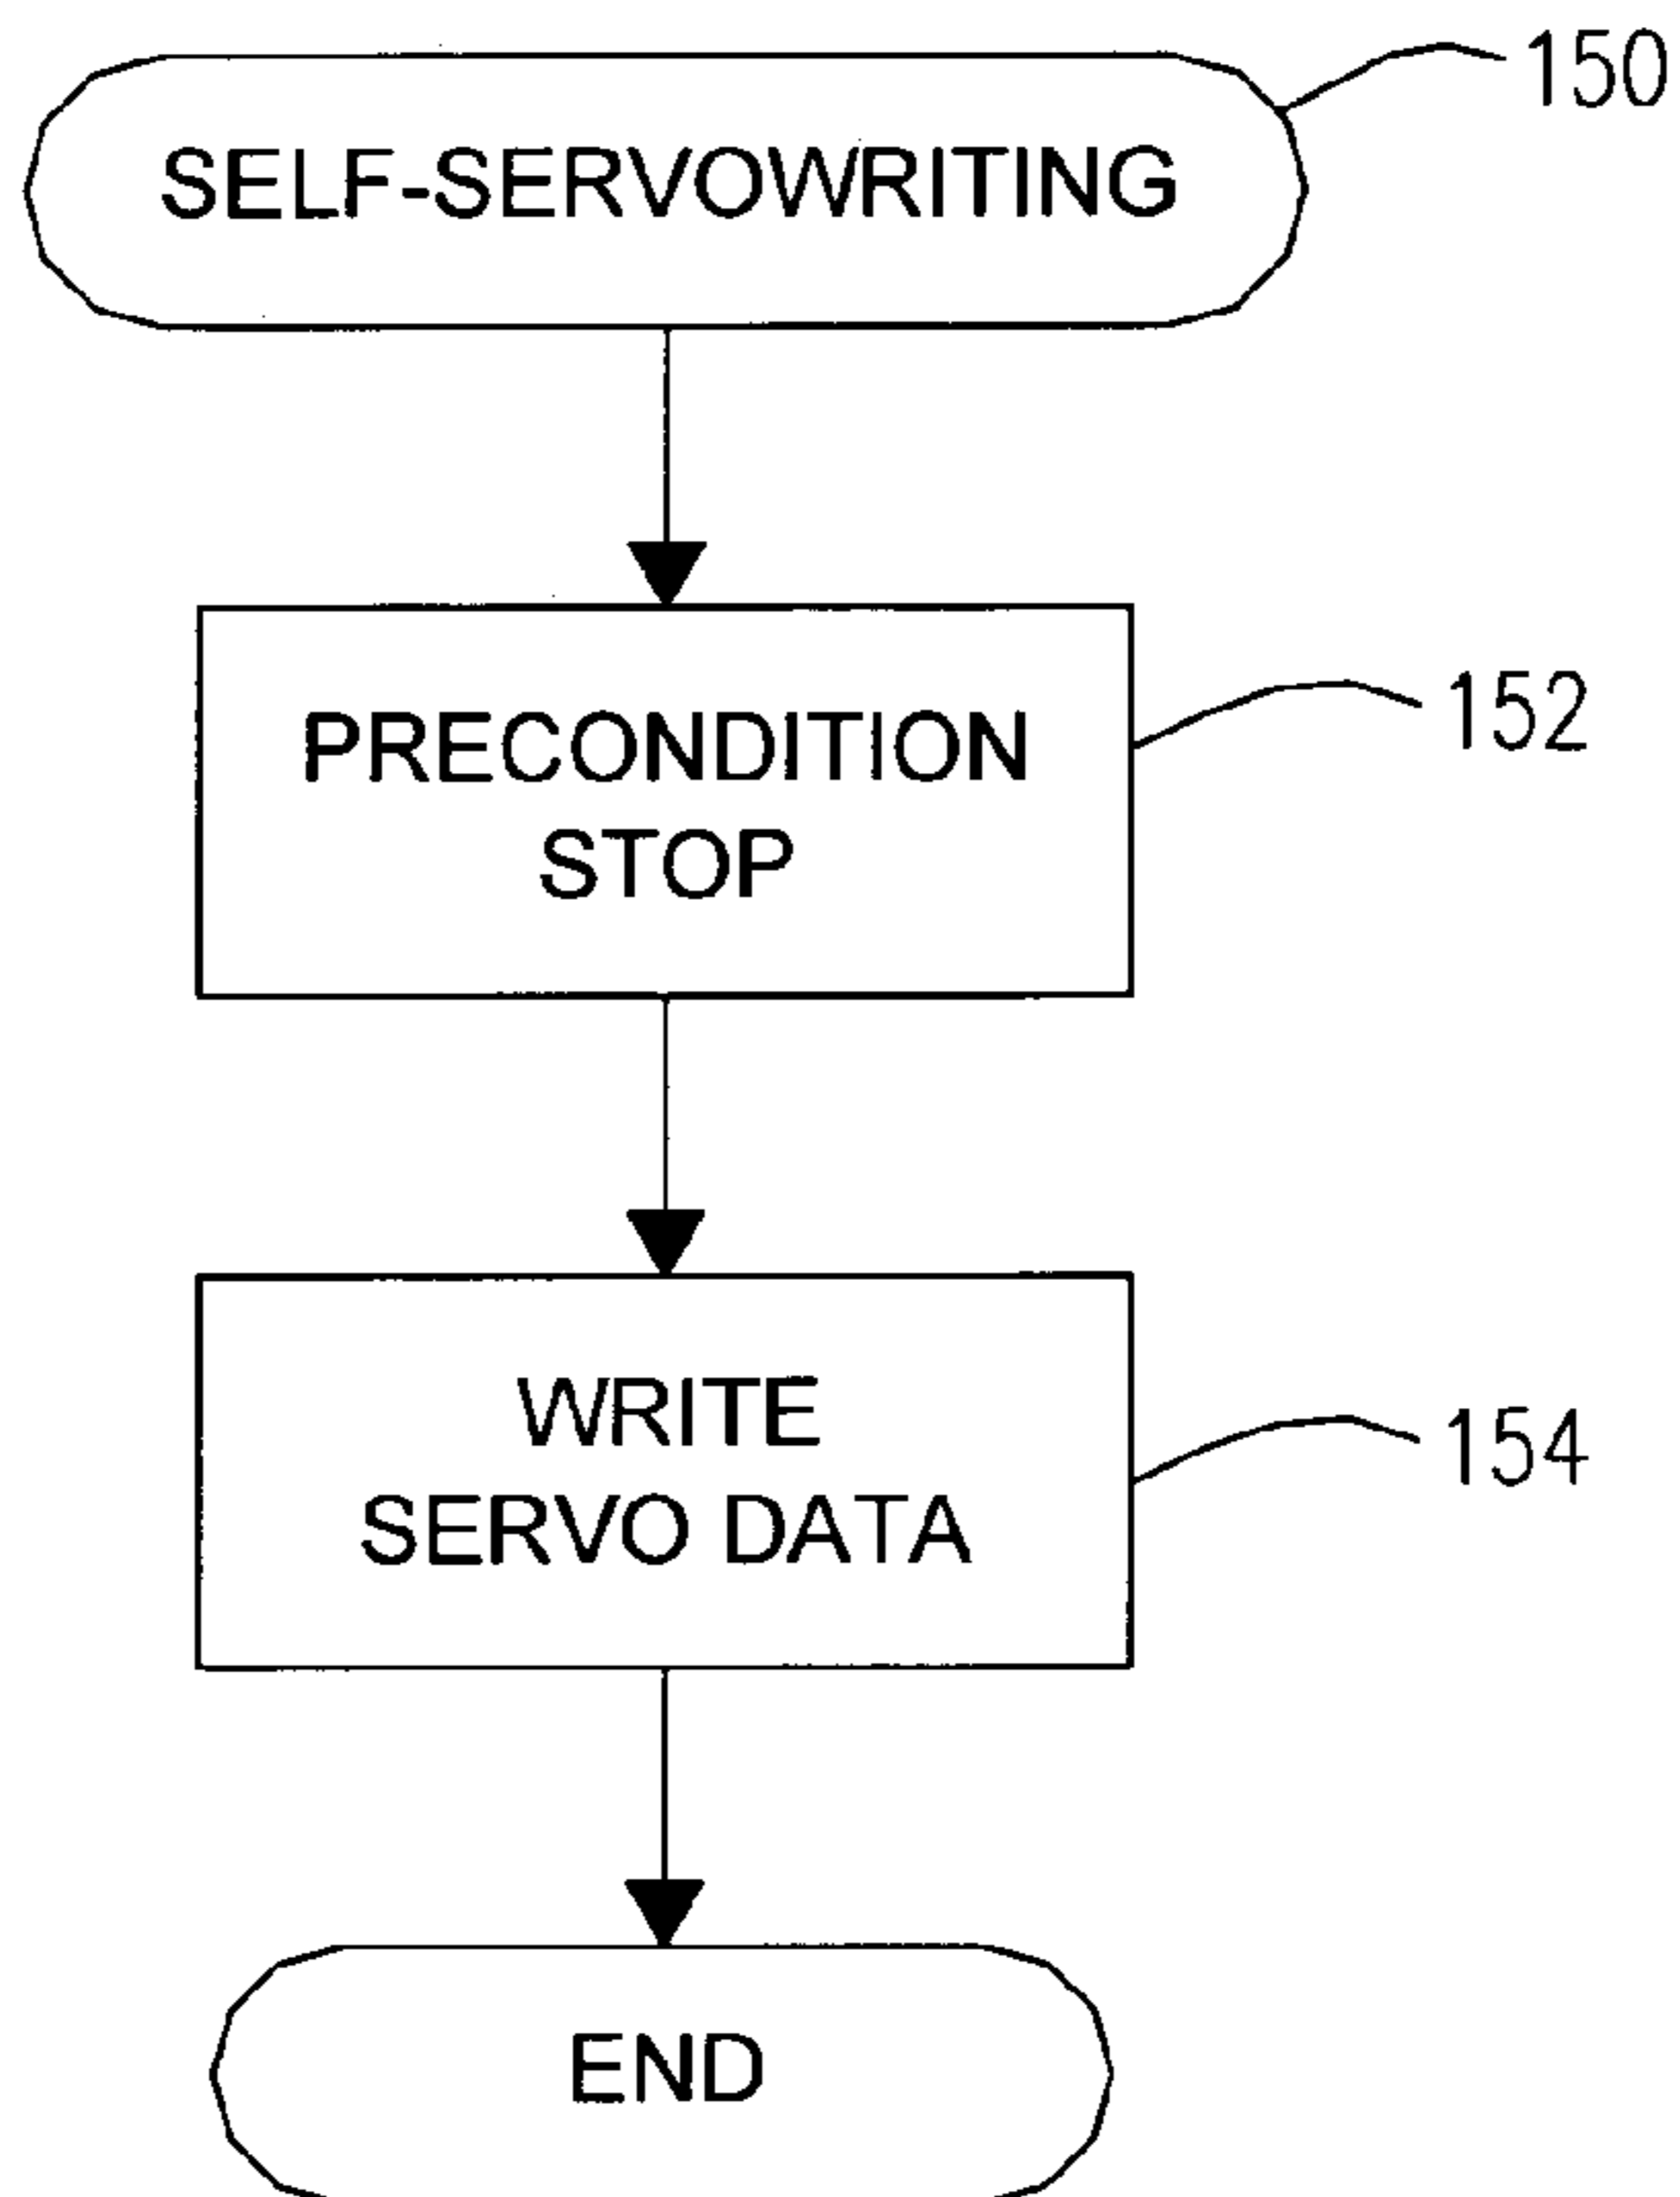 150
SELF-SERVOWRITING
152
PRECONDITION
STOP
154
WRITE
SERVO DATA
END